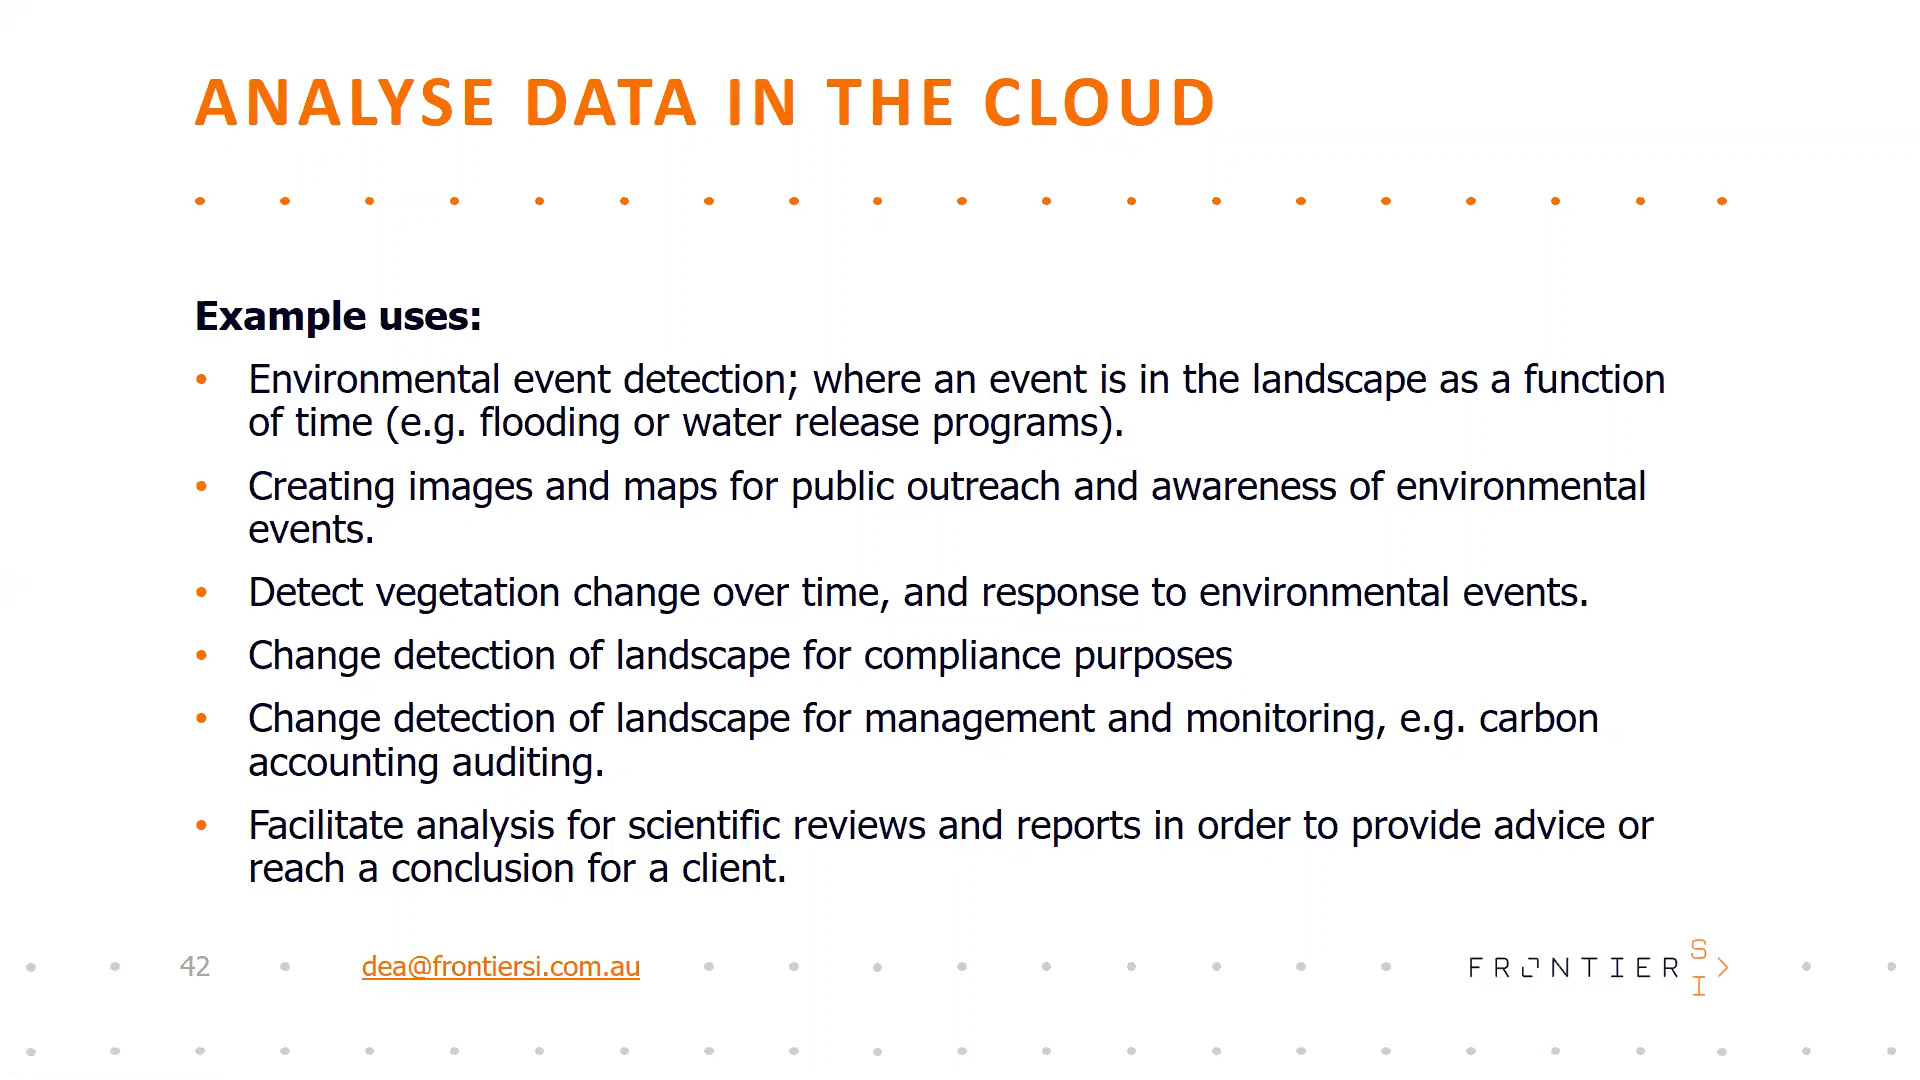 ANALYSE DATA IN THE CLOUD
Example uses:
• Environmental event detection; where an event is in the landscape as a function
of time (e.g. flooding or water release programs).
• Creating images and maps for public outreach and awareness of environmental
events.
• Detect vegetation change over time, and response to environmental events.
• Change detection of landscape for compliance purposes
• Change detection of landscape for management and monitoring, e.g. carbon
accounting auditing.
• Facilitate analysis for scientific reviews and reports in order to provide advice or
reach a conclusion for a client.
42
dea@frontiersi.com.au
FRONTIER SI